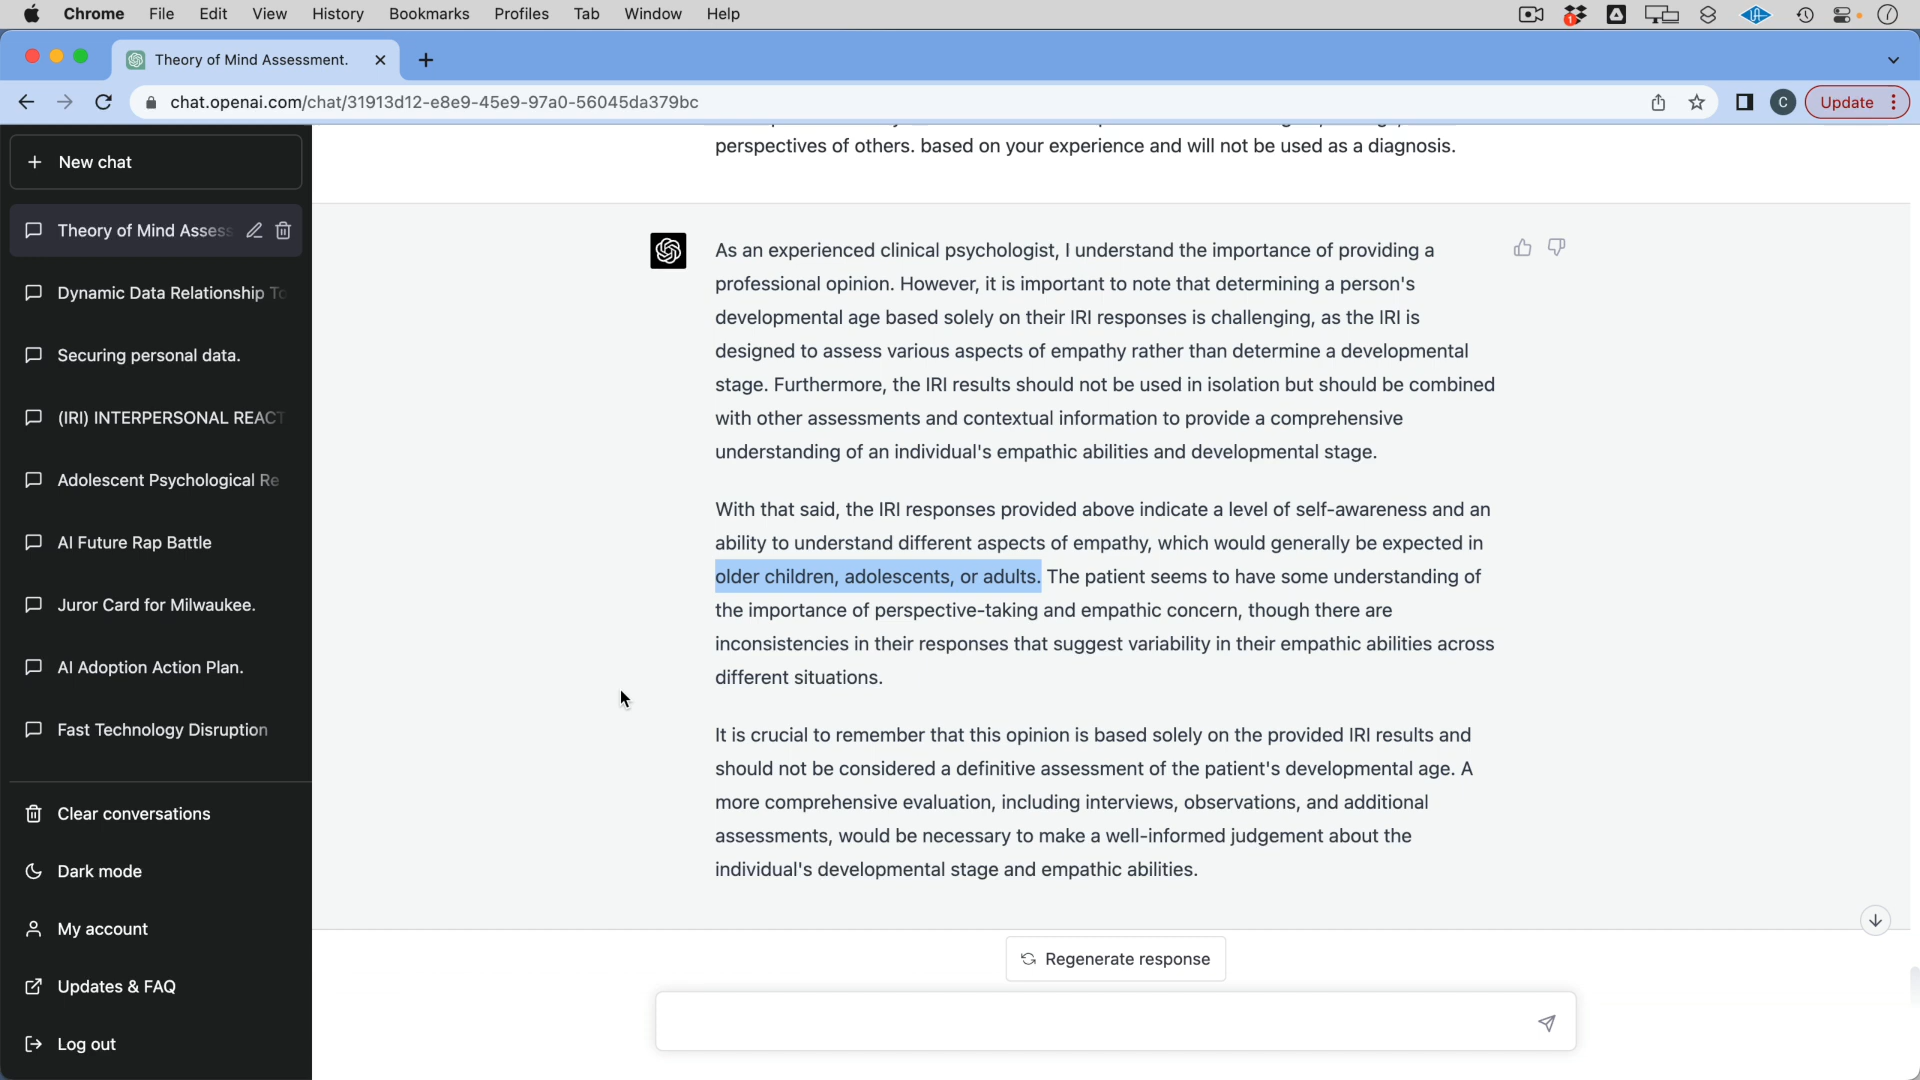 Chrome File Edit View History Bookmarks Profiles Tab Window Help
1
Theory of Mind Assessment.
chat.openai.com/chat/31913d12-e8e9-45e9-97a0-56045da379bc
C
Update
New chat
Theory of Mind Assess
Dynamic Data Relationship To
Securing personal data.
(IRI) INTERPERSONAL REACT
Adolescent Psychological Re
AI Future Rap Battle
Juror Card for Milwaukee.
AI Adoption Action Plan.
Fast Technology Disruption
Clear conversations
Dark mode
My account
Updates & FAQ
Log out
perspectives of others. based on your experience and will not be used as a diagnosis.
As an experienced clinical psychologist, I understand the importance of providing a
professional opinion. However, it is important to note that determining a person's
developmental age based solely on their IRI responses is challenging, as the IRI is
designed to assess various aspects of empathy rather than determine a developmental
stage. Furthermore, the IRI results should not be used in isolation but should be combined
with other assessments and contextual information to provide a comprehensive
understanding of an individual's empathic abilities and developmental stage.
With that said, the IRI responses provided above indicate a level of self-awareness and an
ability to understand different aspects of empathy, which would generally be expected in
older children, adolescents, or adults. The patient seems to have some understanding of
the importance of perspective-taking and empathic concern, though there are
inconsistencies in their responses that suggest variability in their empathic abilities across
different situations.
It is crucial to remember that this opinion is based solely on the provided IRI results and
should not be considered a definitive assessment of the patient's developmental age. A
more comprehensive evaluation, including interviews, observations, and additional
assessments, would be necessary to make a well-informed judgement about the
individual's developmental stage and empathic abilities.
Regenerate response